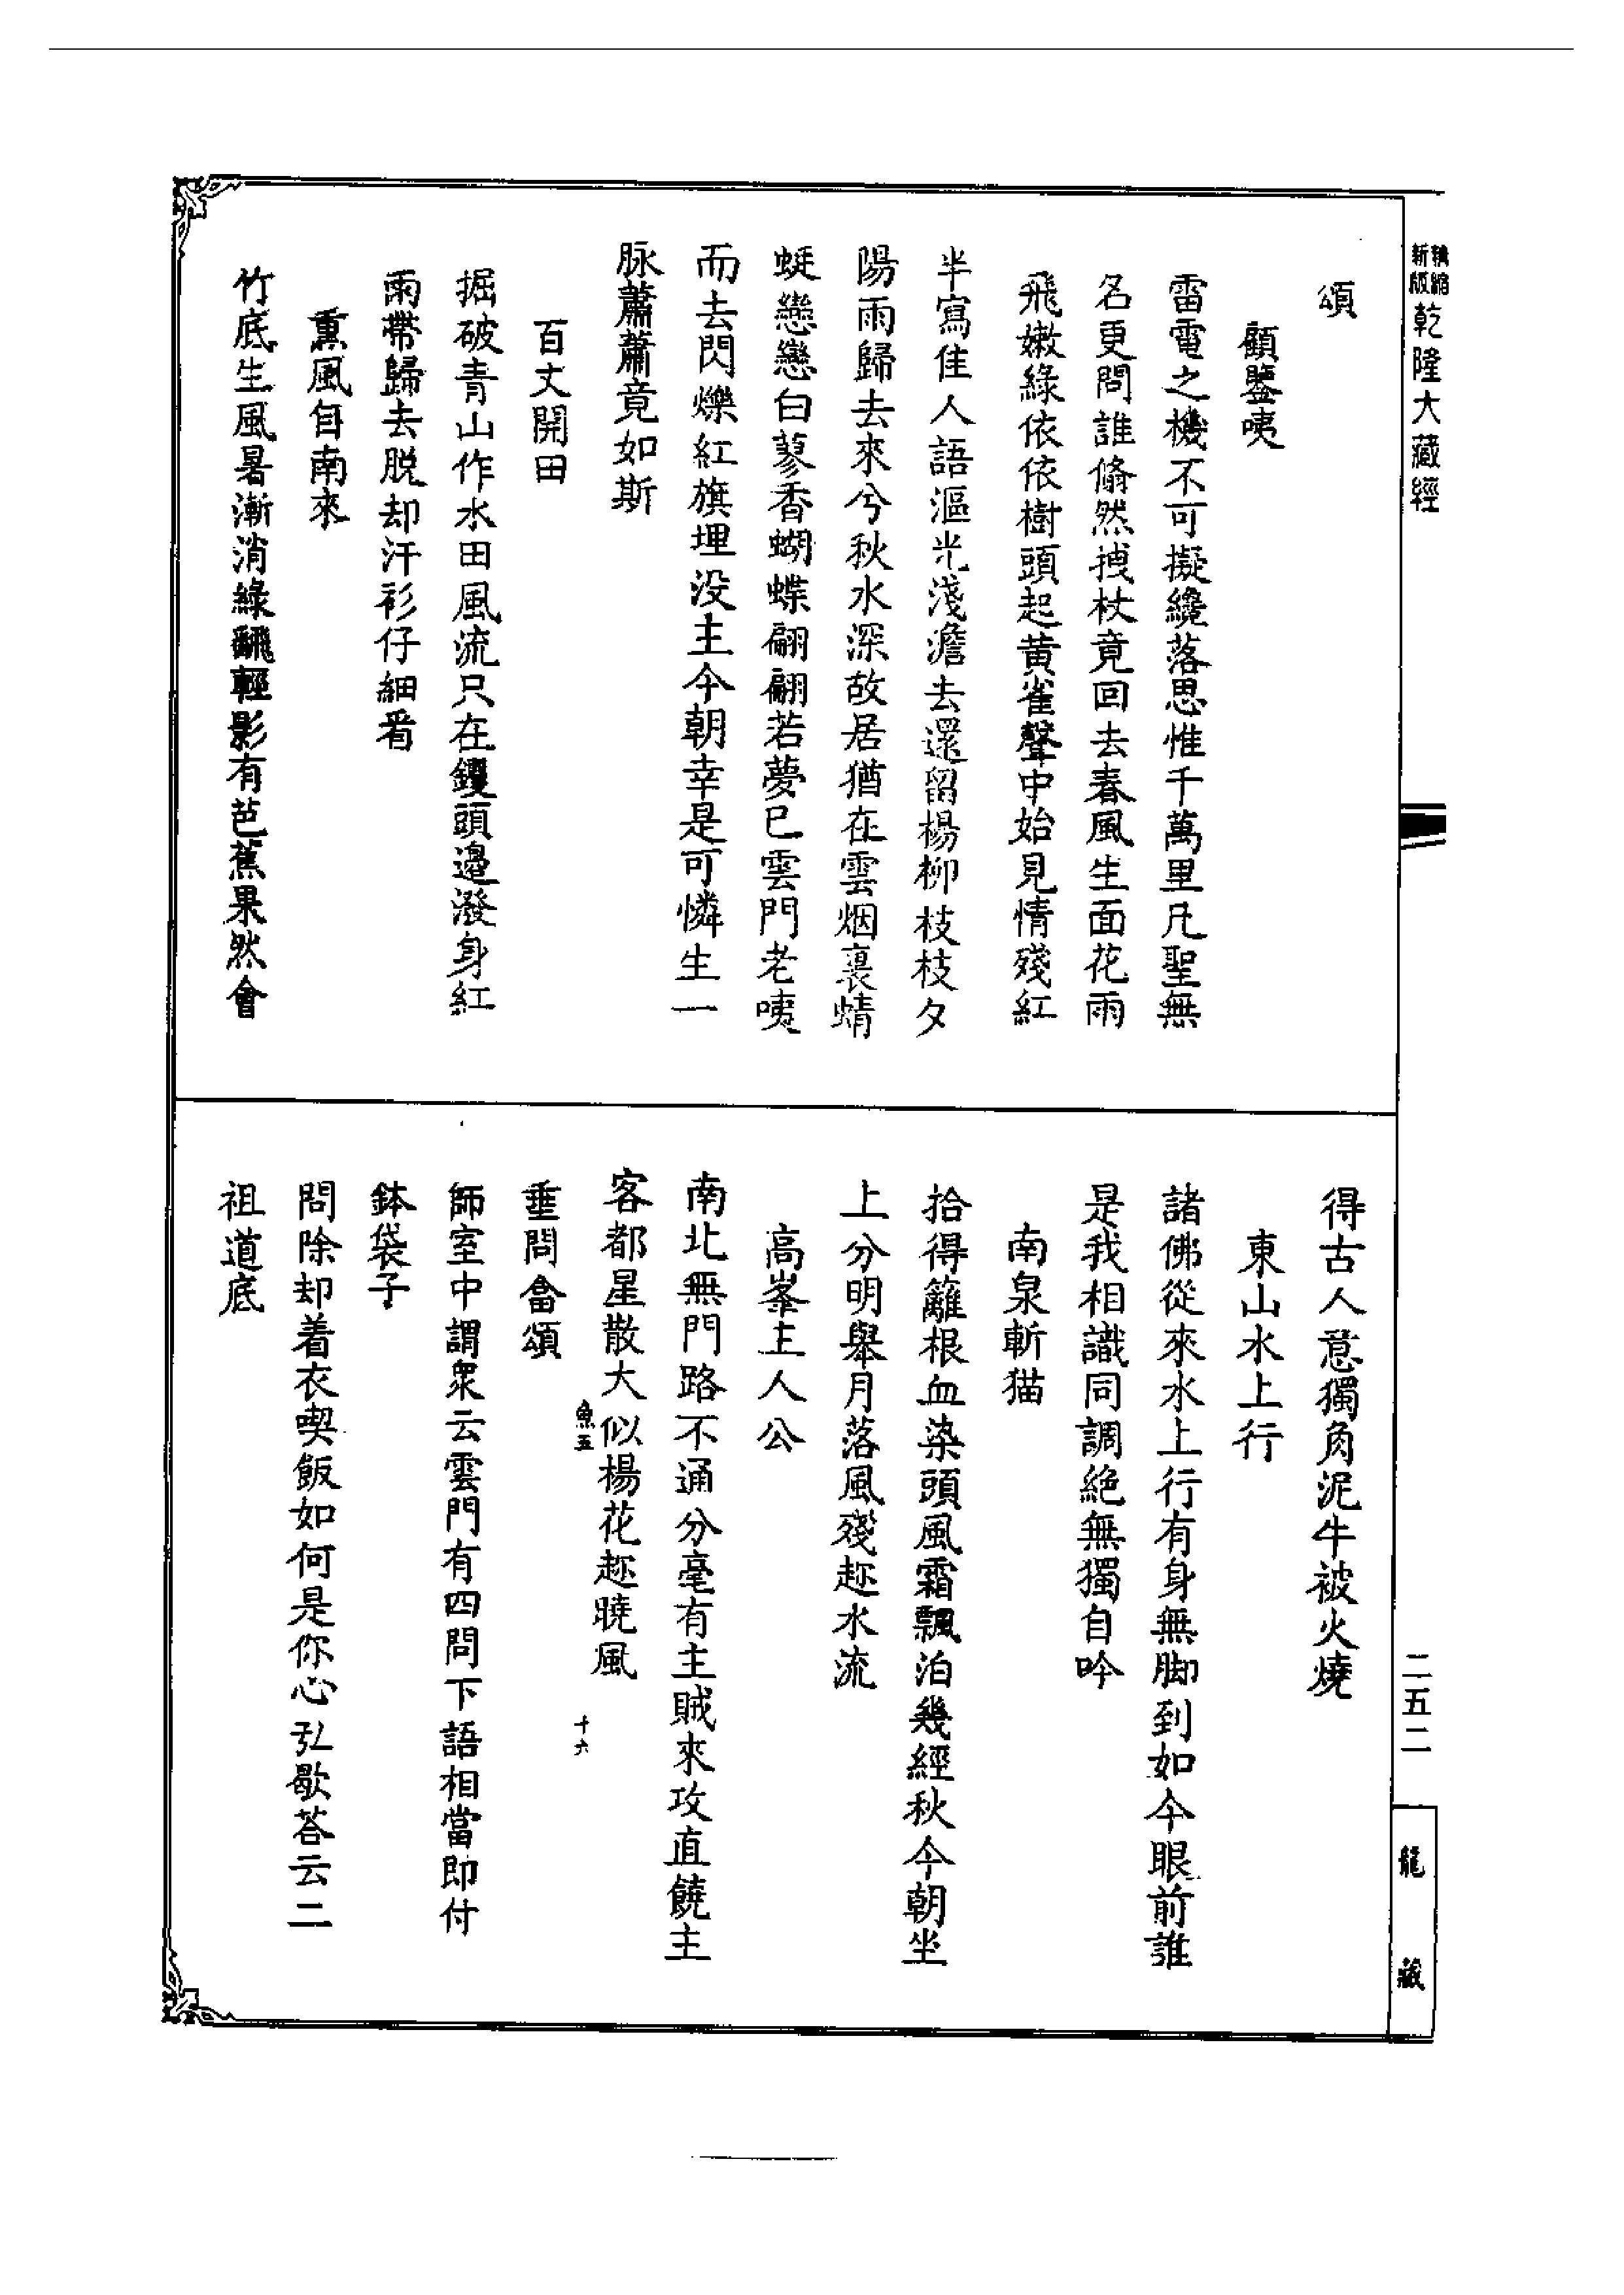 新版精縮乾隆大藏經
頌
顧鑒咦
雷電之機不可擬纔落思惟千萬里凡聖無
名更問誰翛然拽杖竟回去春風生面花雨
飛嫩綠依依樹頭起黃雀聲中始見情殘紅
半寫佳人語漚光淺澹去還留楊柳枝枝夕
陽雨歸去來兮秋水深故居猶在雲烟裏蜻
蜓戀戀白蓼香蝴蝶翩翩若夢巳雲門老咦
而去閃爍紅旗埋没主今朝幸是可憐生一
脉蕭蕭竟如斯
百丈開田
掘破青山作水田風流只在钁頭邉潑身紅
雨帶歸去脱却汗衫仔細看
熏風自南來
竹底生風暑漸消綠飜輕影有芭蕉果然會
得古人意獨角泥牛被火燒
東山水上行
諸佛從來水上行有身無脚到如今眼前誰
是我相識同調絶無獨自吟
南泉斬猫
拾得籬根血染頭風霜飄泊幾經秋今朝坐
上分明舉月落風殘趂水流
高峯主人公
南北無門路不通分毫有主賊來攻直饒主
客都星散大似楊花趂曉風
魚五
十六
垂問畣頌
師室中謂衆云雲門有四問下語相當即付
鉢袋子
問除却着衣喫飯如何是你心弘歇荅云二
祖道底
二五二
龍藏